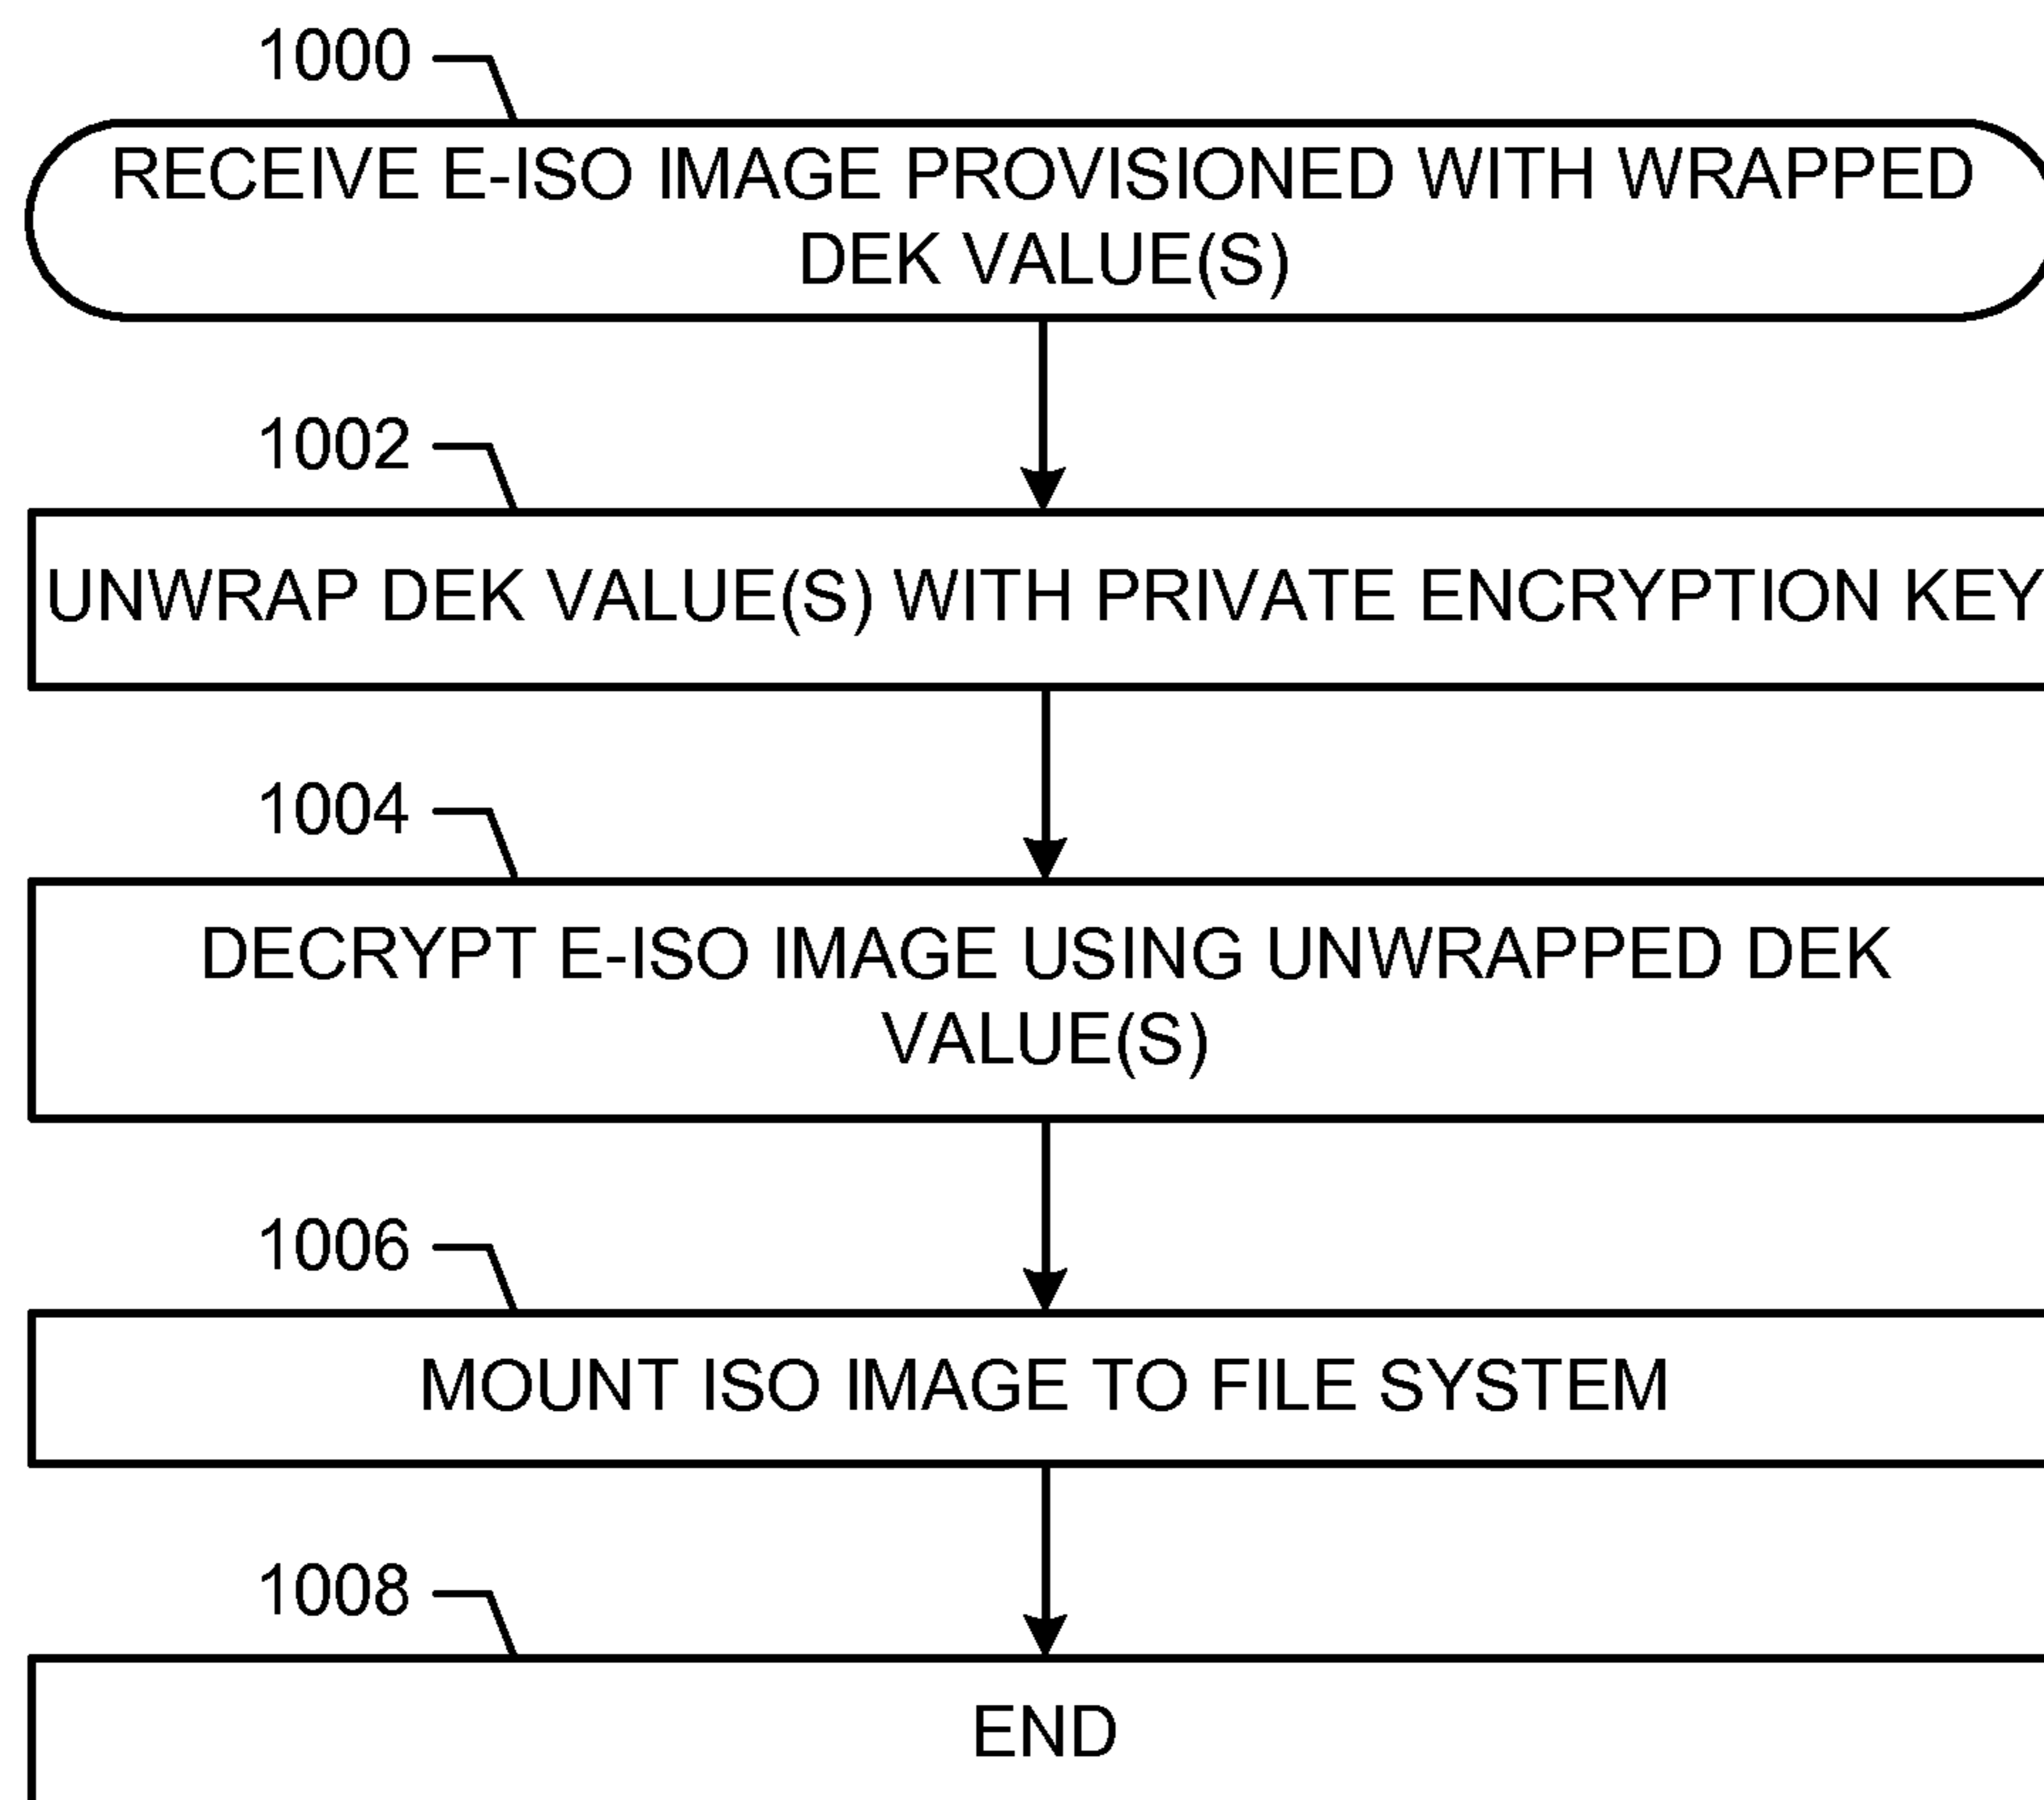 1000
RECEIVE E-ISO IMAGE PROVISIONED WITH WRAPPED
DEK VALUE(S)
1002
UNWRAP DEK VALUE(S) WITH PRIVATE ENCRYPTION KEY
1004
DECRYPT E-ISO IMAGE USING UNWRAPPED DEK
VALUE(S)
1006
MOUNT ISO IMAGE TO FILE SYSTEM
1008
END